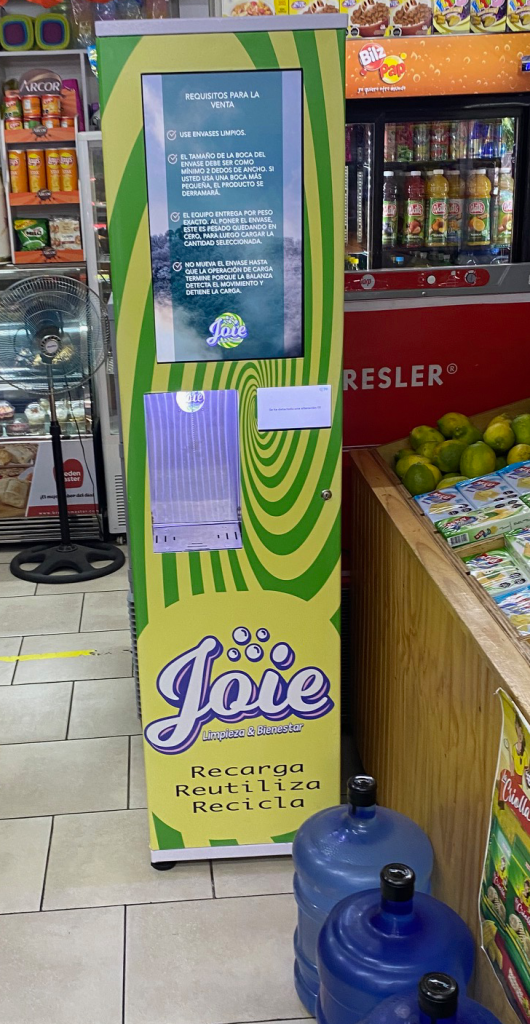 ARCOR
Bilz
Pap
REQUISITOS PARA LA
VENTA
USE ENVASES LIMPIOS.
EL TAMAÑO DE LA BOCA DEL
ENVASE DEBE SER COMO
MÍNIMO 2 DEDOS DE ANCHO. SI
USTED USA UNA BOCA MÁS
PEQUEÑA, EL PRODUCTO SE
DERRAMARÁ.
EL EQUIPO ENTREGA POR PESO
EXACTO. AL PONER EL ENVASE,
ESTE ES PESADO QUEDANDO EN
CERO, PARA LUEGO CARGAR LA
CANTIDAD SELECCIONADA.
NO MUEVA EL ENVASE HASTA
QUE LA OPERACIÓN DE CARGA
TERMINE PORQUE LA BALANZA
DETECTA EL MOVIMIENTO Y
DETIENE LA CARGA.
Joie
RESLER®
Joie
Limpieza & Bienestar
Recarga
Reutiliza
Recicla
Criolla